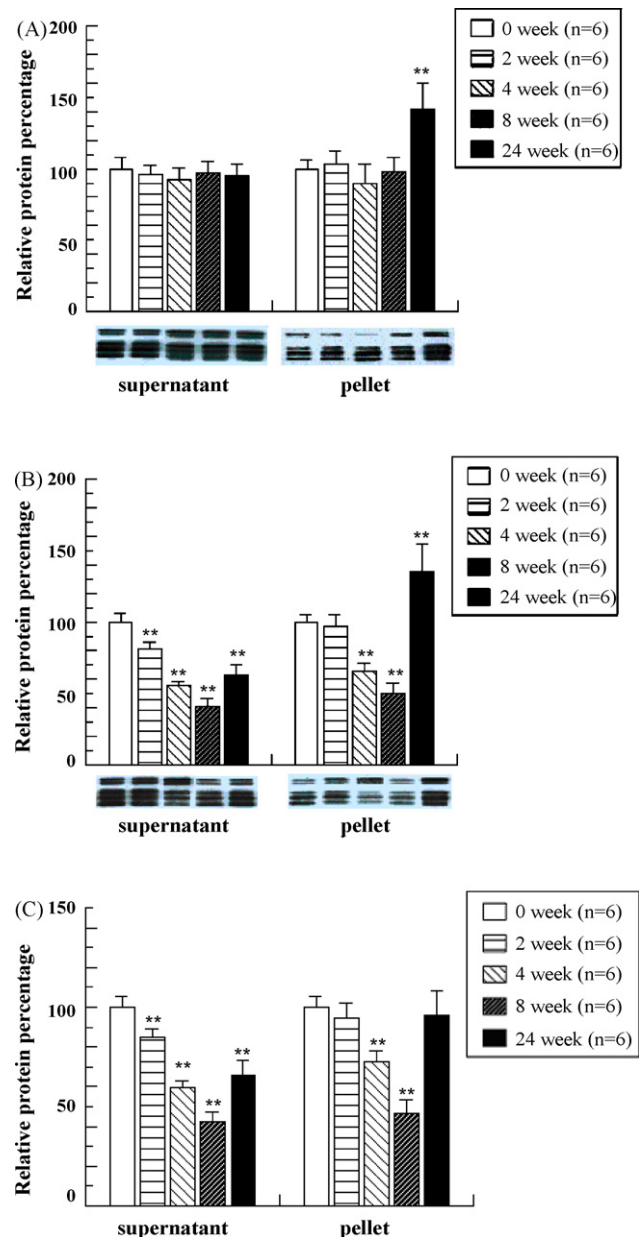 (A)
200
150
100
50
0
Relative protein percentage
**
0 week (n=6)
2 week (n=6)
4 week (n=6)
8 week (n=6)
24 week (n=6)
supernatant
pellet
(B)
200
150
100
50
0
Relative protein percentage
** ** ** ** ** ** **
0 week (n=6)
2 week (n=6)
4 week (n=6)
8 week (n=6)
24 week (n=6)
supernatant
pellet
(C)
150
100
50
0
Relative protein percentage
** ** ** ** ** **
0 week (n=6)
2 week (n=6)
4 week (n=6)
8 week (n=6)
24 week (n=6)
supernatant
pellet